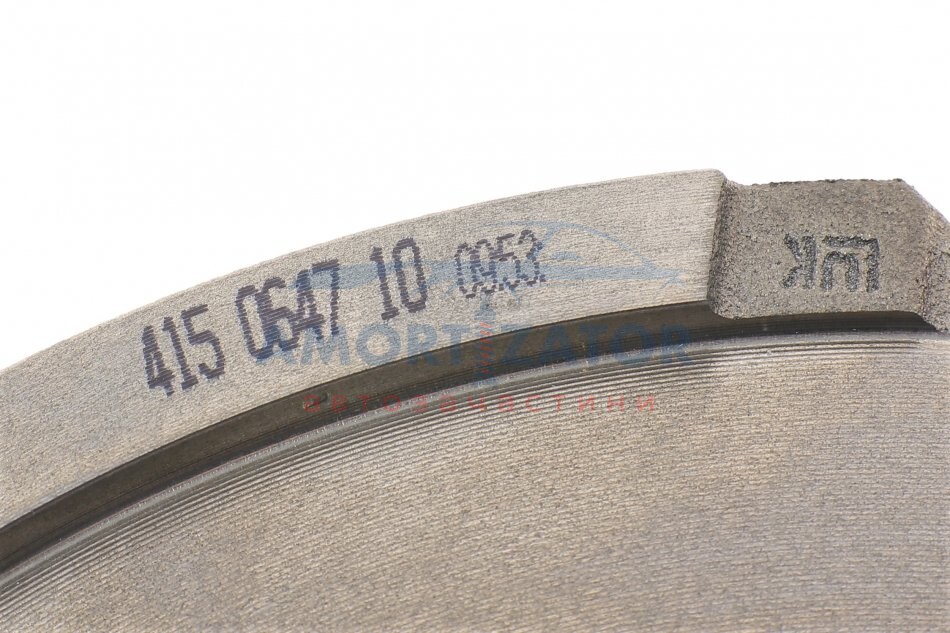 415 0647 10 0953
LUK
AMORTIZATOR
автозапчастини